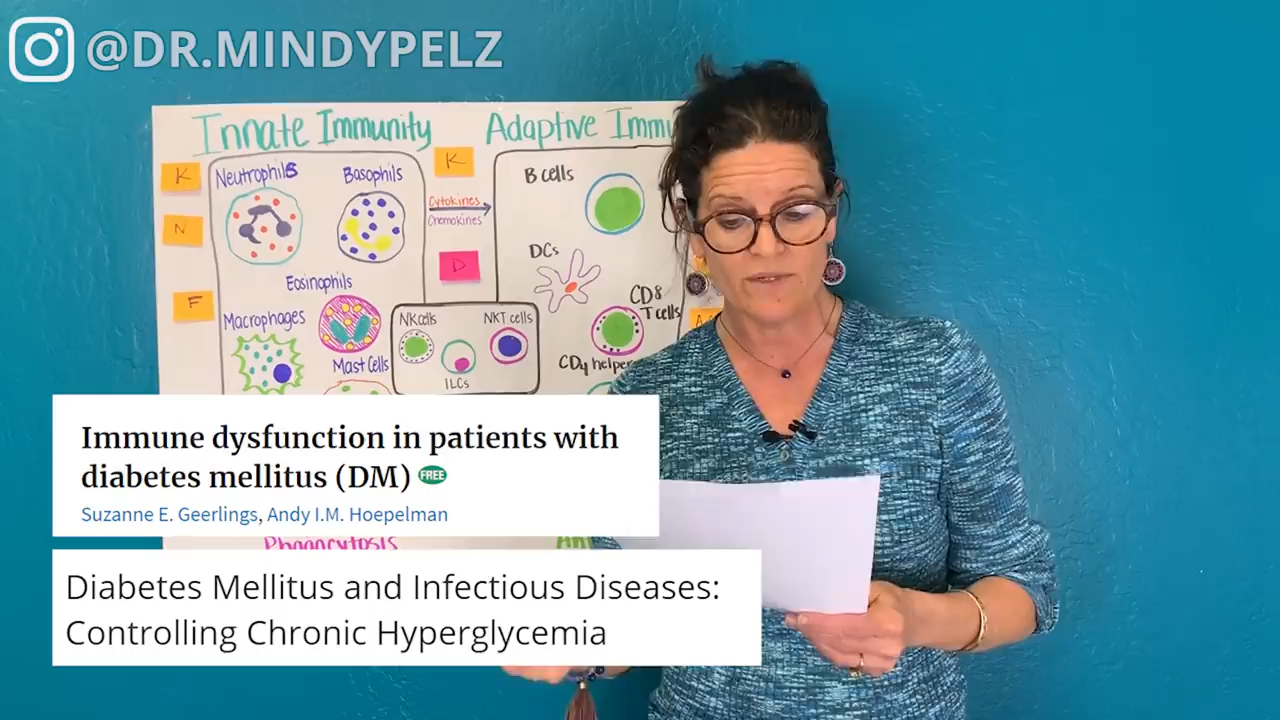 @DR.MINDYPELZ
Innate Immunity
Adaptive Immu
K
K
Neutrophils
Basophils
B cells
Cytokines
Chemokines
N
DCs
D
Eosinophils
F
CD8
T cells
Macrophages
NK cells
NKT cells
Mast Cells
ILCs
CD4 helper
Immune dysfunction in patients with
diabetes mellitus (DM) FREE
Suzanne E. Geerlings, Andy I.M. Hoepelman
Phagocytosis
Diabetes Mellitus and Infectious Diseases:
Controlling Chronic Hyperglycemia